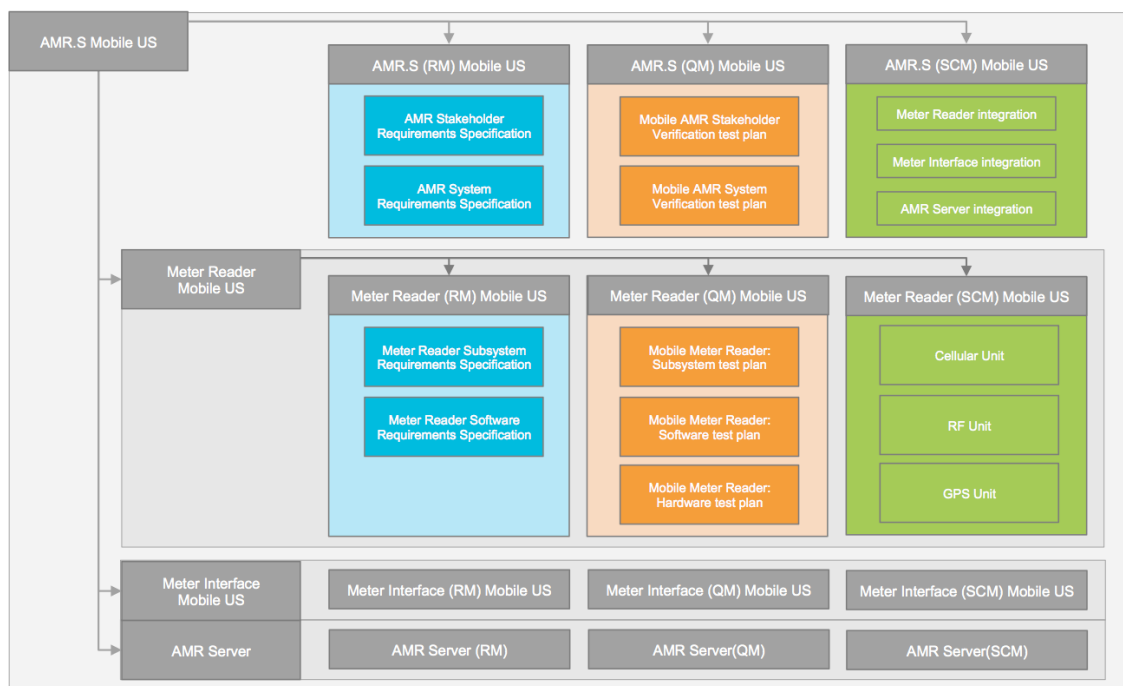 AMR.S Mobile US
AMR.S (RM) Mobile US
AMR Stakeholder
Requirements Specification
AMR System
Requirements Specification
AMR.S (QM) Mobile US
Mobile AMR Stakeholder
Verification test plan
Mobile AMR System
Verification test plan
AMR.S (SCM) Mobile US
Meter Reader integration
Meter Interface integration
AMR Server integration
Meter Reader
Mobile US
Meter Reader (RM) Mobile US
Meter Reader Subsystem
Requirements Specification
Meter Reader Software
Requirements Specification
Meter Reader (QM) Mobile US
Mobile Meter Reader:
Subsystem test plan
Mobile Meter Reader:
Software test plan
Mobile Meter Reader:
Hardware test plan
Meter Reader (SCM) Mobile US
Cellular Unit
RF Unit
GPS Unit
Meter Interface
Mobile US
Meter Interface (RM) Mobile US
Meter Interface (QM) Mobile US
Meter Interface (SCM) Mobile US
AMR Server
AMR Server (RM)
AMR Server(QM)
AMR Server(SCM)